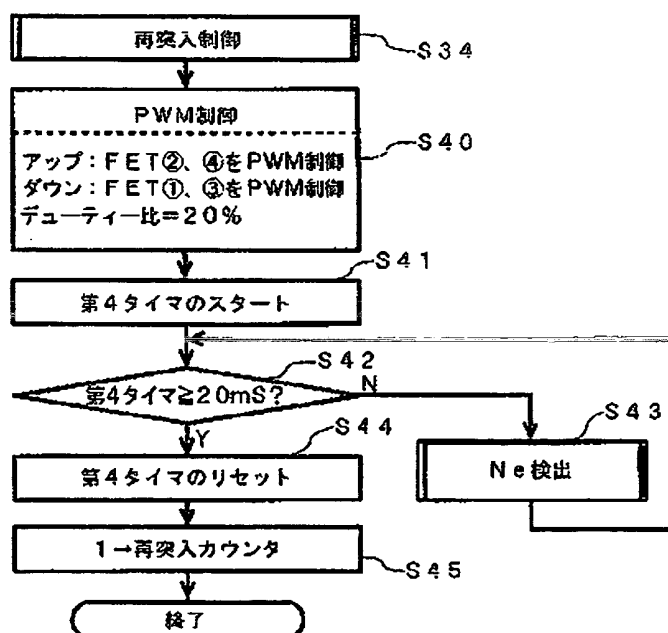 再突入制御
S34
PWM制御
S40
アップ：FET②、④をPWM制御
ダウン：FET①、③をPWM制御
デューティー比＝20％
S41
第4タイマのスタート
S42
第4タイマ≧20mS？
N
S43
Y
S44
Ne検出
第4タイマのリセット
1→再突入カウンタ
S45
終了